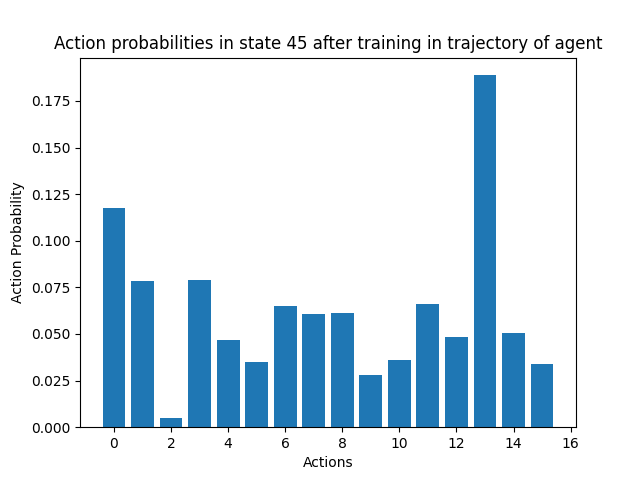 Action probabilities in state 45 after training in trajectory of agent
0.175
0.150
0.125
0.100
0.075
0.050
0.025
0.000
Action Probability
0 2 4 6 8 10 12 14 16
Actions